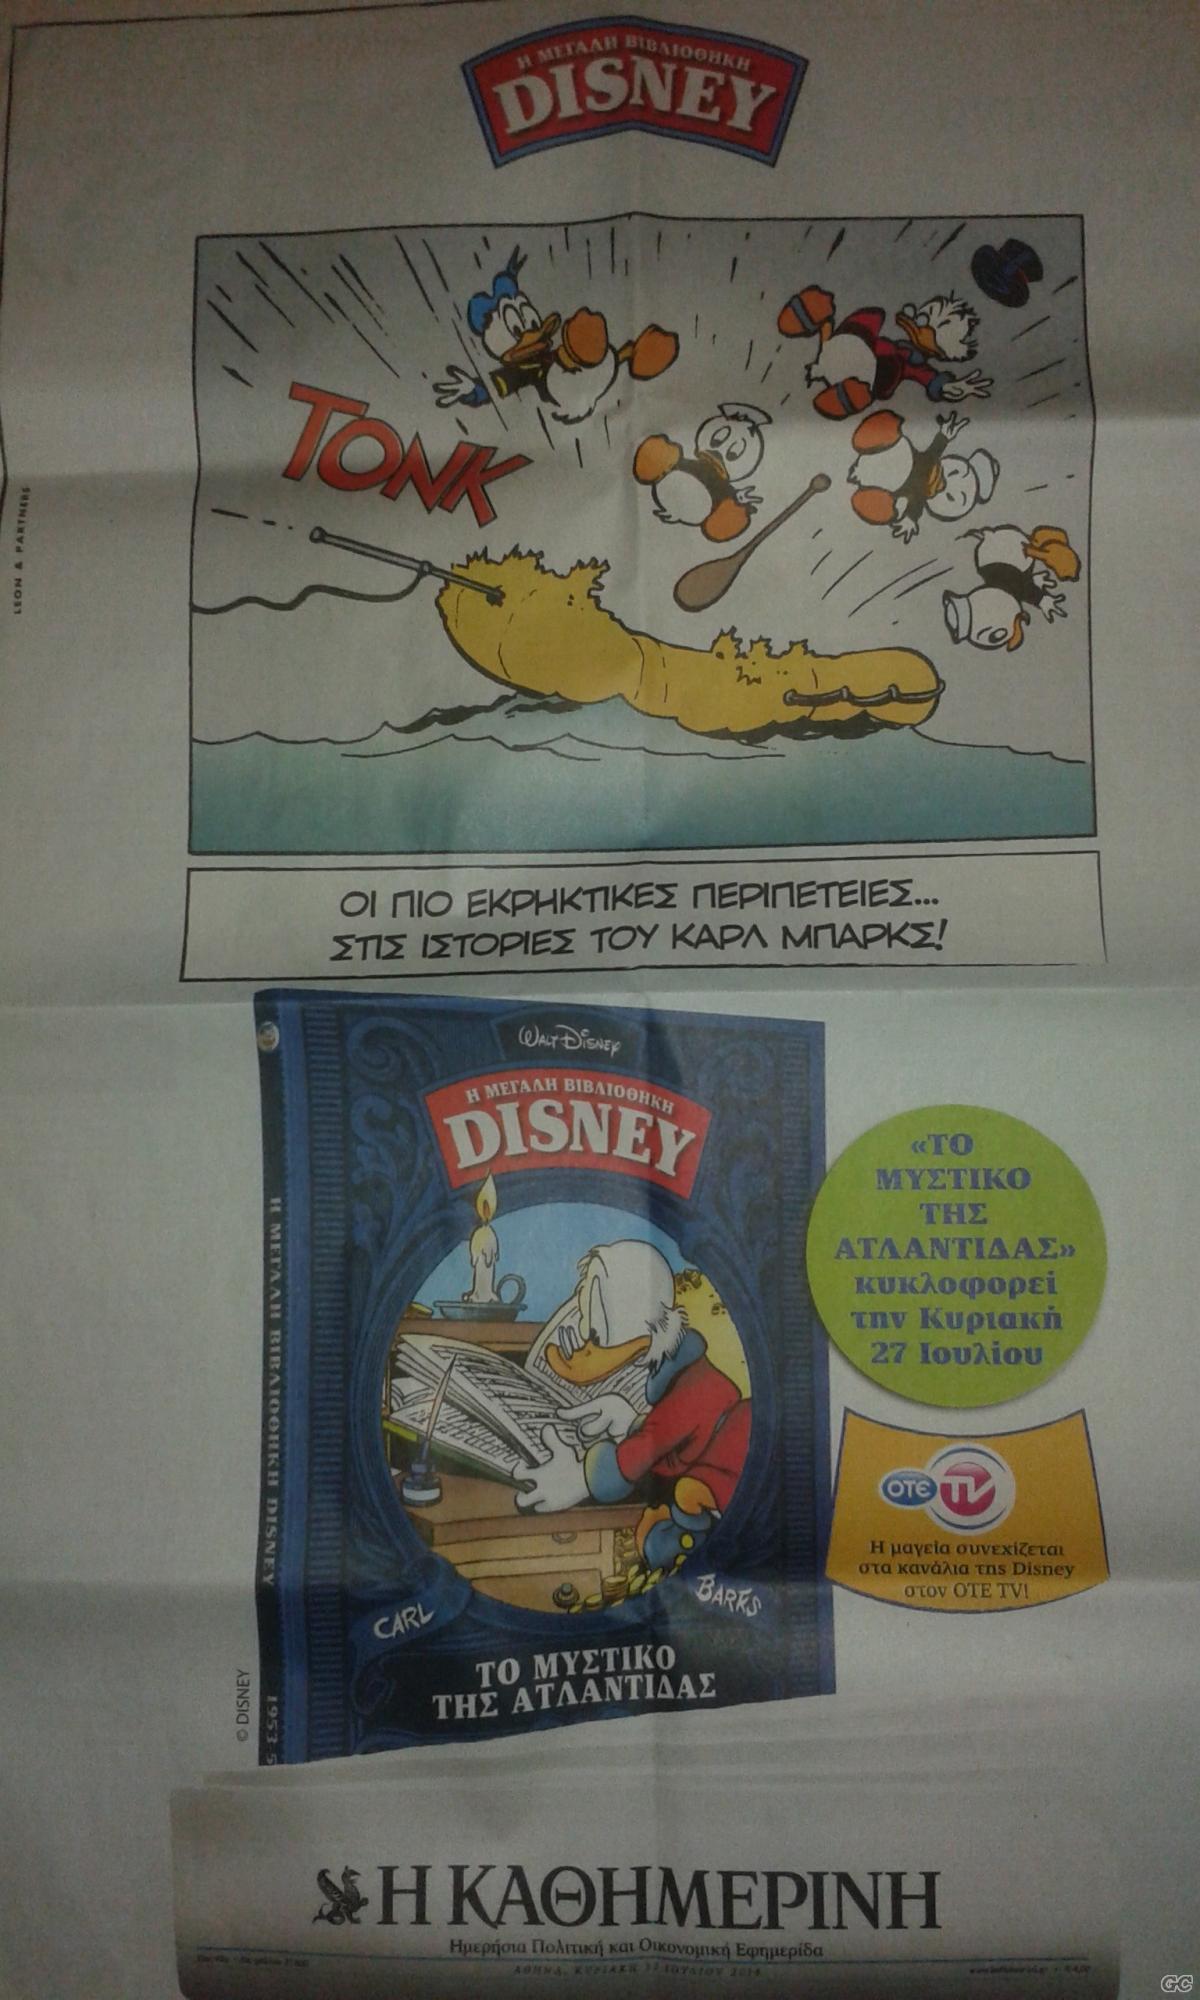 Η ΜΕΓΑΛΗ ΒΙΒΛΙΟΘΗΚΗ
DISNEY
TONK
LEON & PARTNERS
ΟΙ ΠΙΟ ΕΚΡΗΚΤΙΚΕΣ ΠΕΡΙΠΕΤΕΙΕΣ...
ΣΤΙΣ ΙΣΤΟΡΙΕΣ ΤΟΥ ΚΑΡΛ ΜΠΑΡΚΣ!
WALT DISNEY
Η ΜΕΓΑΛΗ ΒΙΒΛΙΟΘΗΚΗ
DISNEY
Η ΜΕΓΑΛΗ ΒΙΒΛΙΟΘΗΚΗ DISNEY
CARL
BARKS
ΤΟ ΜΥΣΤΙΚΟ
ΤΗΣ ΑΤΛΑΝΤΙΔΑΣ
«ΤΟ
ΜΥΣΤΙΚΟ
ΤΗΣ
ΑΤΛΑΝΤΙΔΑΣ»
κυκλοφορεί
την Κυριακή
27 Ιουλίου
OTE TV
Η μαγεία συνεχίζεται
στα κανάλια της Disney
στον OTE TV!
© DISNEY
Η ΚΑΘΗΜΕΡΙΝΗ
Ημερήσια Πολιτική και Οικονομική Εφημερίδα
GC